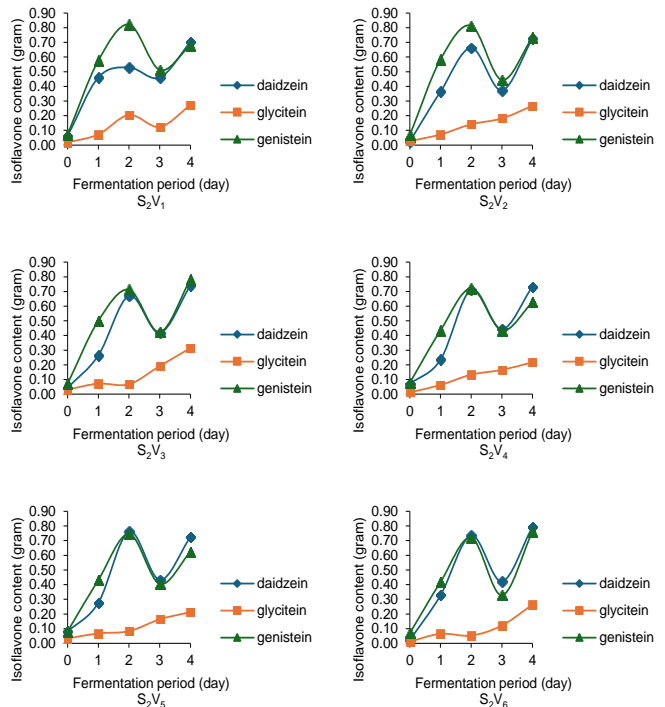 Isoflavone content (gram)
0.90
0.80
0.70
0.60
0.50
0.40
0.30
0.20
0.10
0.00
0 1 2 3 4
Fermentation period (day)
S₂V₁
daidzein
glycitein
genistein
Isoflavone content (gram)
0.90
0.80
0.70
0.60
0.50
0.40
0.30
0.20
0.10
0.00
0 1 2 3 4
Fermentation period (day)
S₂V₂
daidzein
glycitein
genistein
Isoflavone content (gram)
0.90
0.80
0.70
0.60
0.50
0.40
0.30
0.20
0.10
0.00
0 1 2 3 4
Fermentation period (day)
S₂V₃
daidzein
glycitein
genistein
Isoflavone content (gram)
0.90
0.80
0.70
0.60
0.50
0.40
0.30
0.20
0.10
0.00
0 1 2 3 4
Fermentation period (day)
S₂V₄
daidzein
glycitein
genistein
Isoflavone content (gram)
0.90
0.80
0.70
0.60
0.50
0.40
0.30
0.20
0.10
0.00
0 1 2 3 4
Fermentation period (day)
S₂V₅
daidzein
glycitein
genistein
Isoflavone content (gram)
0.90
0.80
0.70
0.60
0.50
0.40
0.30
0.20
0.10
0.00
0 1 2 3 4
Fermentation period (day)
S₂V₆
daidzein
glycitein
genistein